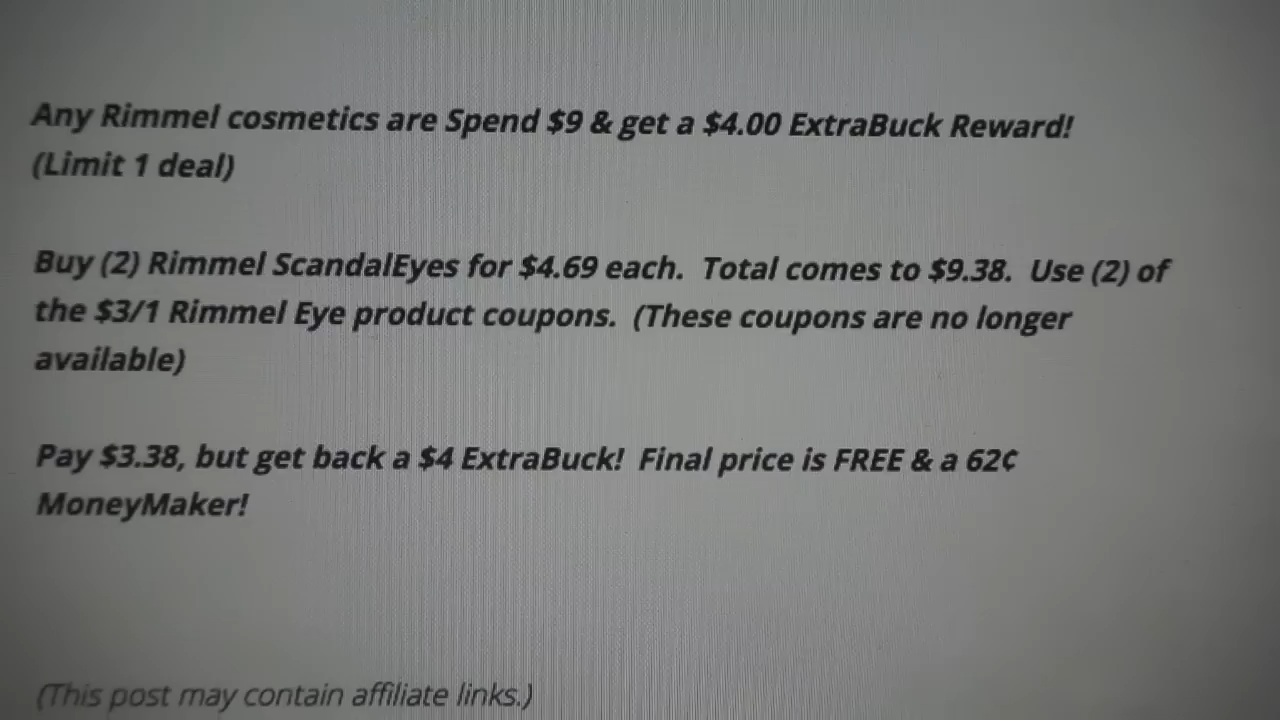 Any Rimmel cosmetics are Spend $9 & get a $4.00 ExtraBuck Reward!
(Limit 1 deal)
Buy (2) Rimmel ScandalEyes for $4.69 each.  Total comes to $9.38.  Use (2) of
the $3/1 Rimmel Eye product coupons.  (These coupons are no longer
available)
Pay $3.38, but get back a $4 ExtraBuck!  Final price is FREE & a 62¢
MoneyMaker!
(This post may contain affiliate links.)